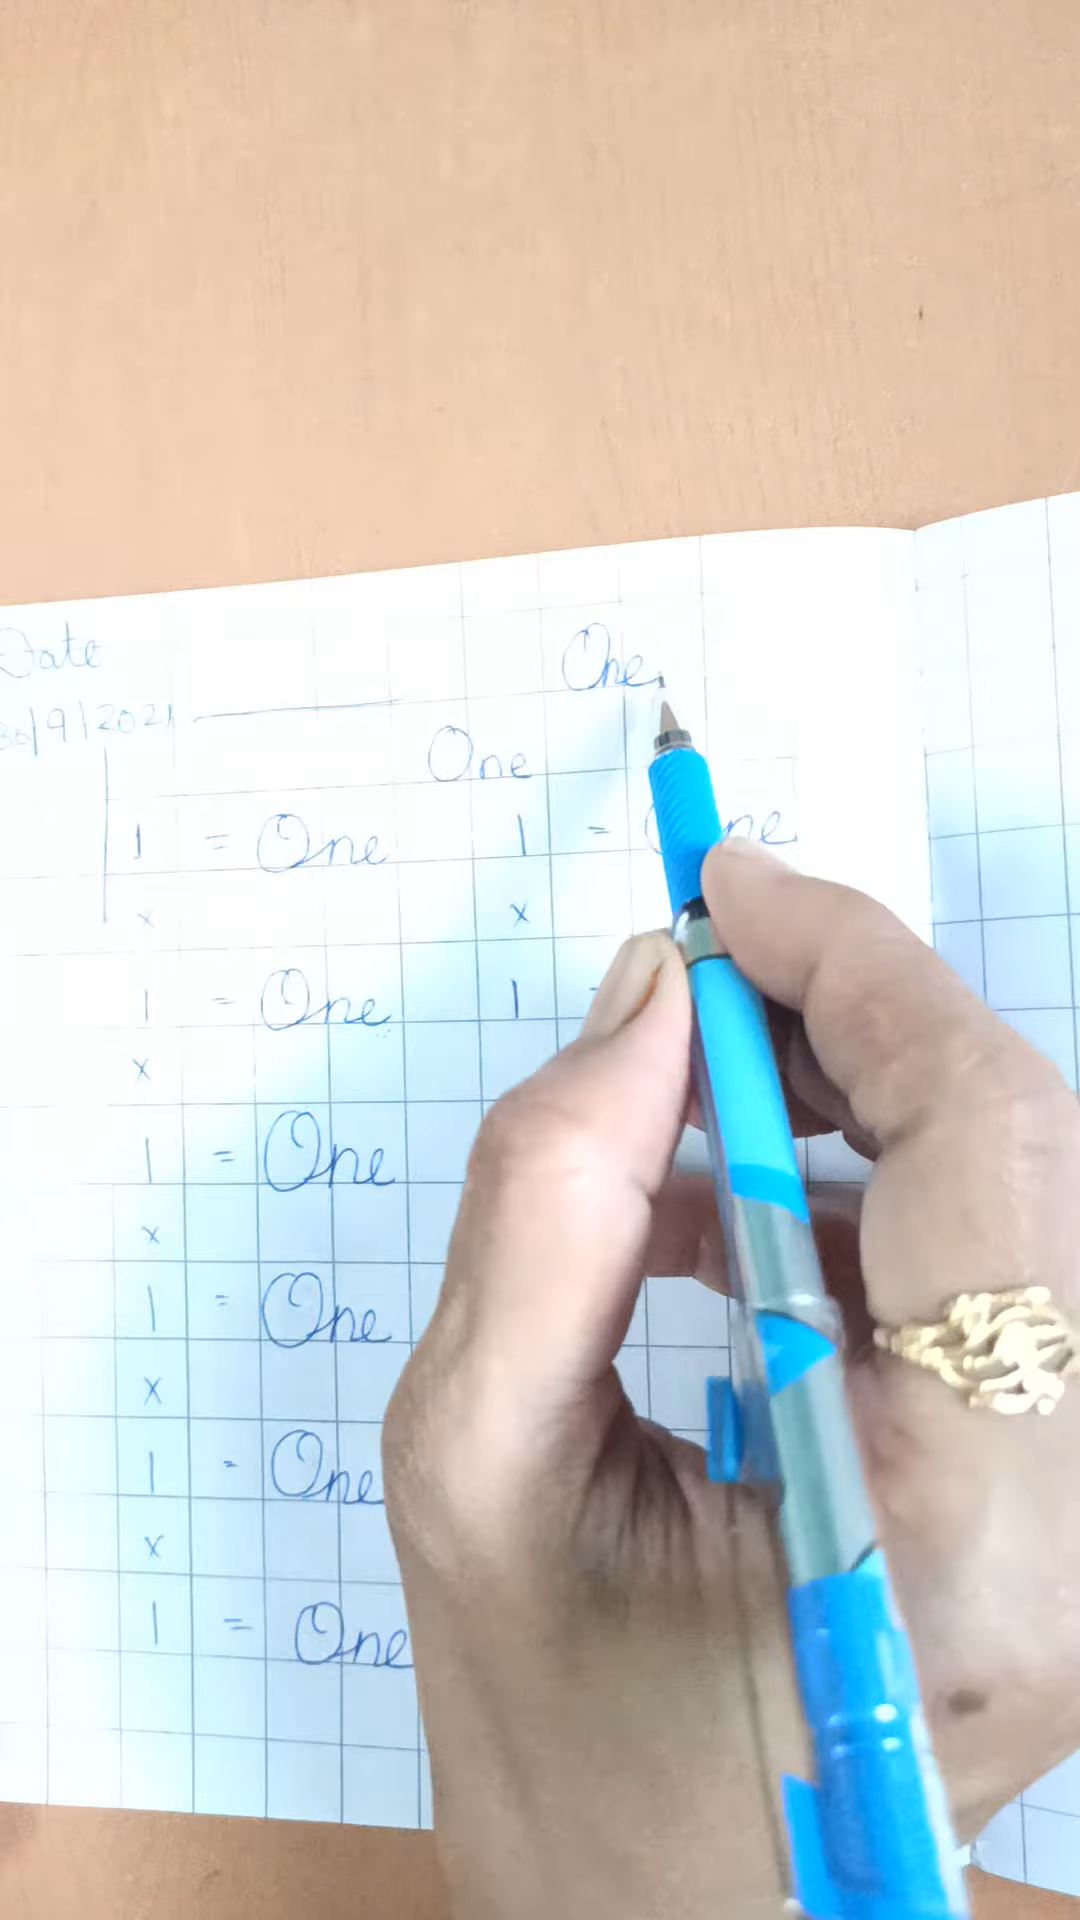 Date One
30/9/2021
One
1 = One 1 = One
x x
1 = One 1 -
x
1 = One
x
1 = One
x
1 - One
x
1 = One